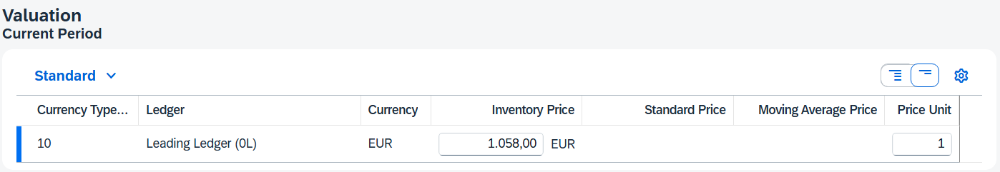 Valuation
Current Period
Standard
Currency Type... Ledger Currency Inventory Price Standard Price Moving Average Price Price Unit
10 Leading Ledger (0L) EUR 1.058,00 EUR 1